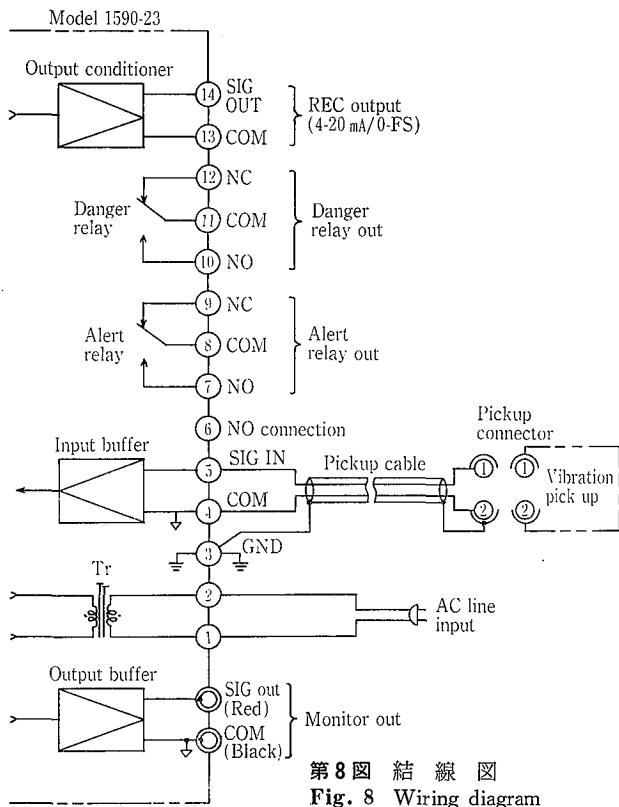 Model 1590-23
Output conditioner
14 SIG OUT
13 COM
REC output
(4-20 mA/0-FS)
12 NC
Danger relay
11 COM
10 NO
Danger relay out
9 NC
Alert relay
8 COM
7 NO
Alert relay out
6 NO connection
Input buffer
5 SIG IN
4 COM
Pickup cable
Pickup connector
1 1
2 2
Vibration pick up
3 GND
Tr
2
1
AC line input
Output buffer
SIG out (Red)
COM (Black)
Monitor out
第8図 結線図
Fig. 8 Wiring diagram